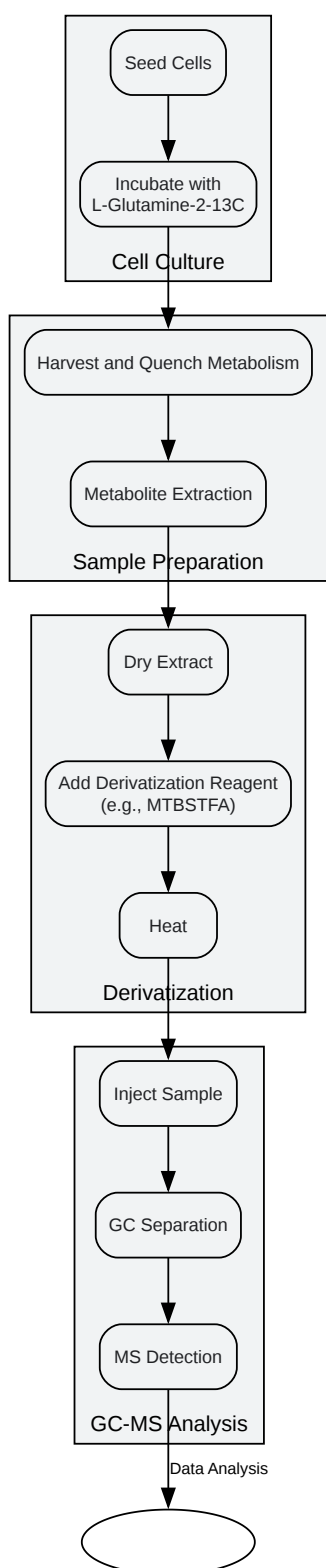 Seed Cells
Incubate with
L-Glutamine-2-13C
Cell Culture
Harvest and Quench Metabolism
Metabolite Extraction
Sample Preparation
Dry Extract
Add Derivatization Reagent
(e.g., MTBSTFA)
Heat
Derivatization
Inject Sample
GC Separation
MS Detection
GC-MS Analysis
Data Analysis